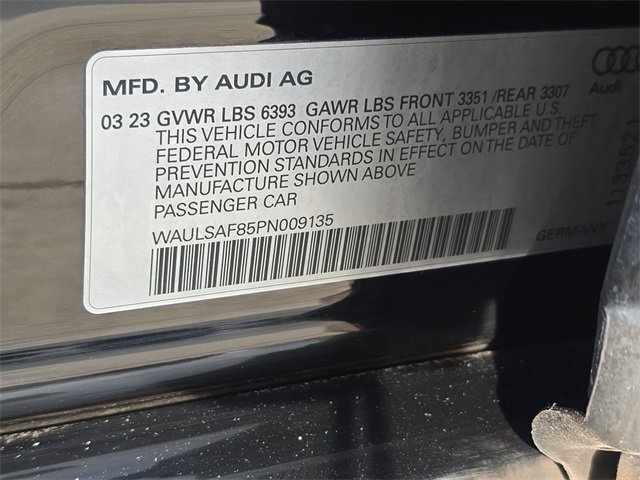 MFD. BY AUDI AG
Audi
03 23 GVWR LBS 6393 GAWR LBS FRONT 3351 /REAR 3307
THIS VEHICLE CONFORMS TO ALL APPLICABLE U.S.
FEDERAL MOTOR VEHICLE SAFETY, BUMPER AND THEFT
PREVENTION STANDARDS IN EFFECT ON THE DATE OF
MANUFACTURE SHOWN ABOVE
PASSENGER CAR
WAULSAF85PN009135
GERMANY